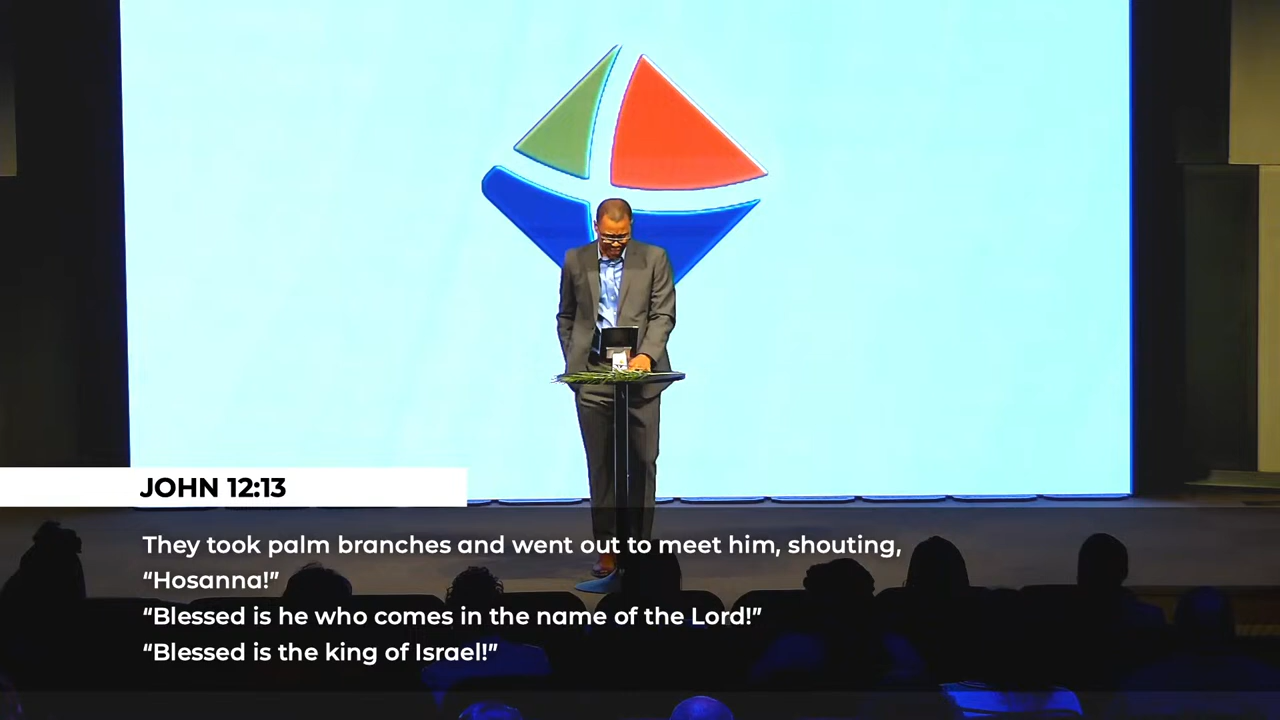 JOHN 12:13
They took palm branches and went out to meet him, shouting,
“Hosanna!”
“Blessed is he who comes in the name of the Lord!”
“Blessed is the king of Israel!”